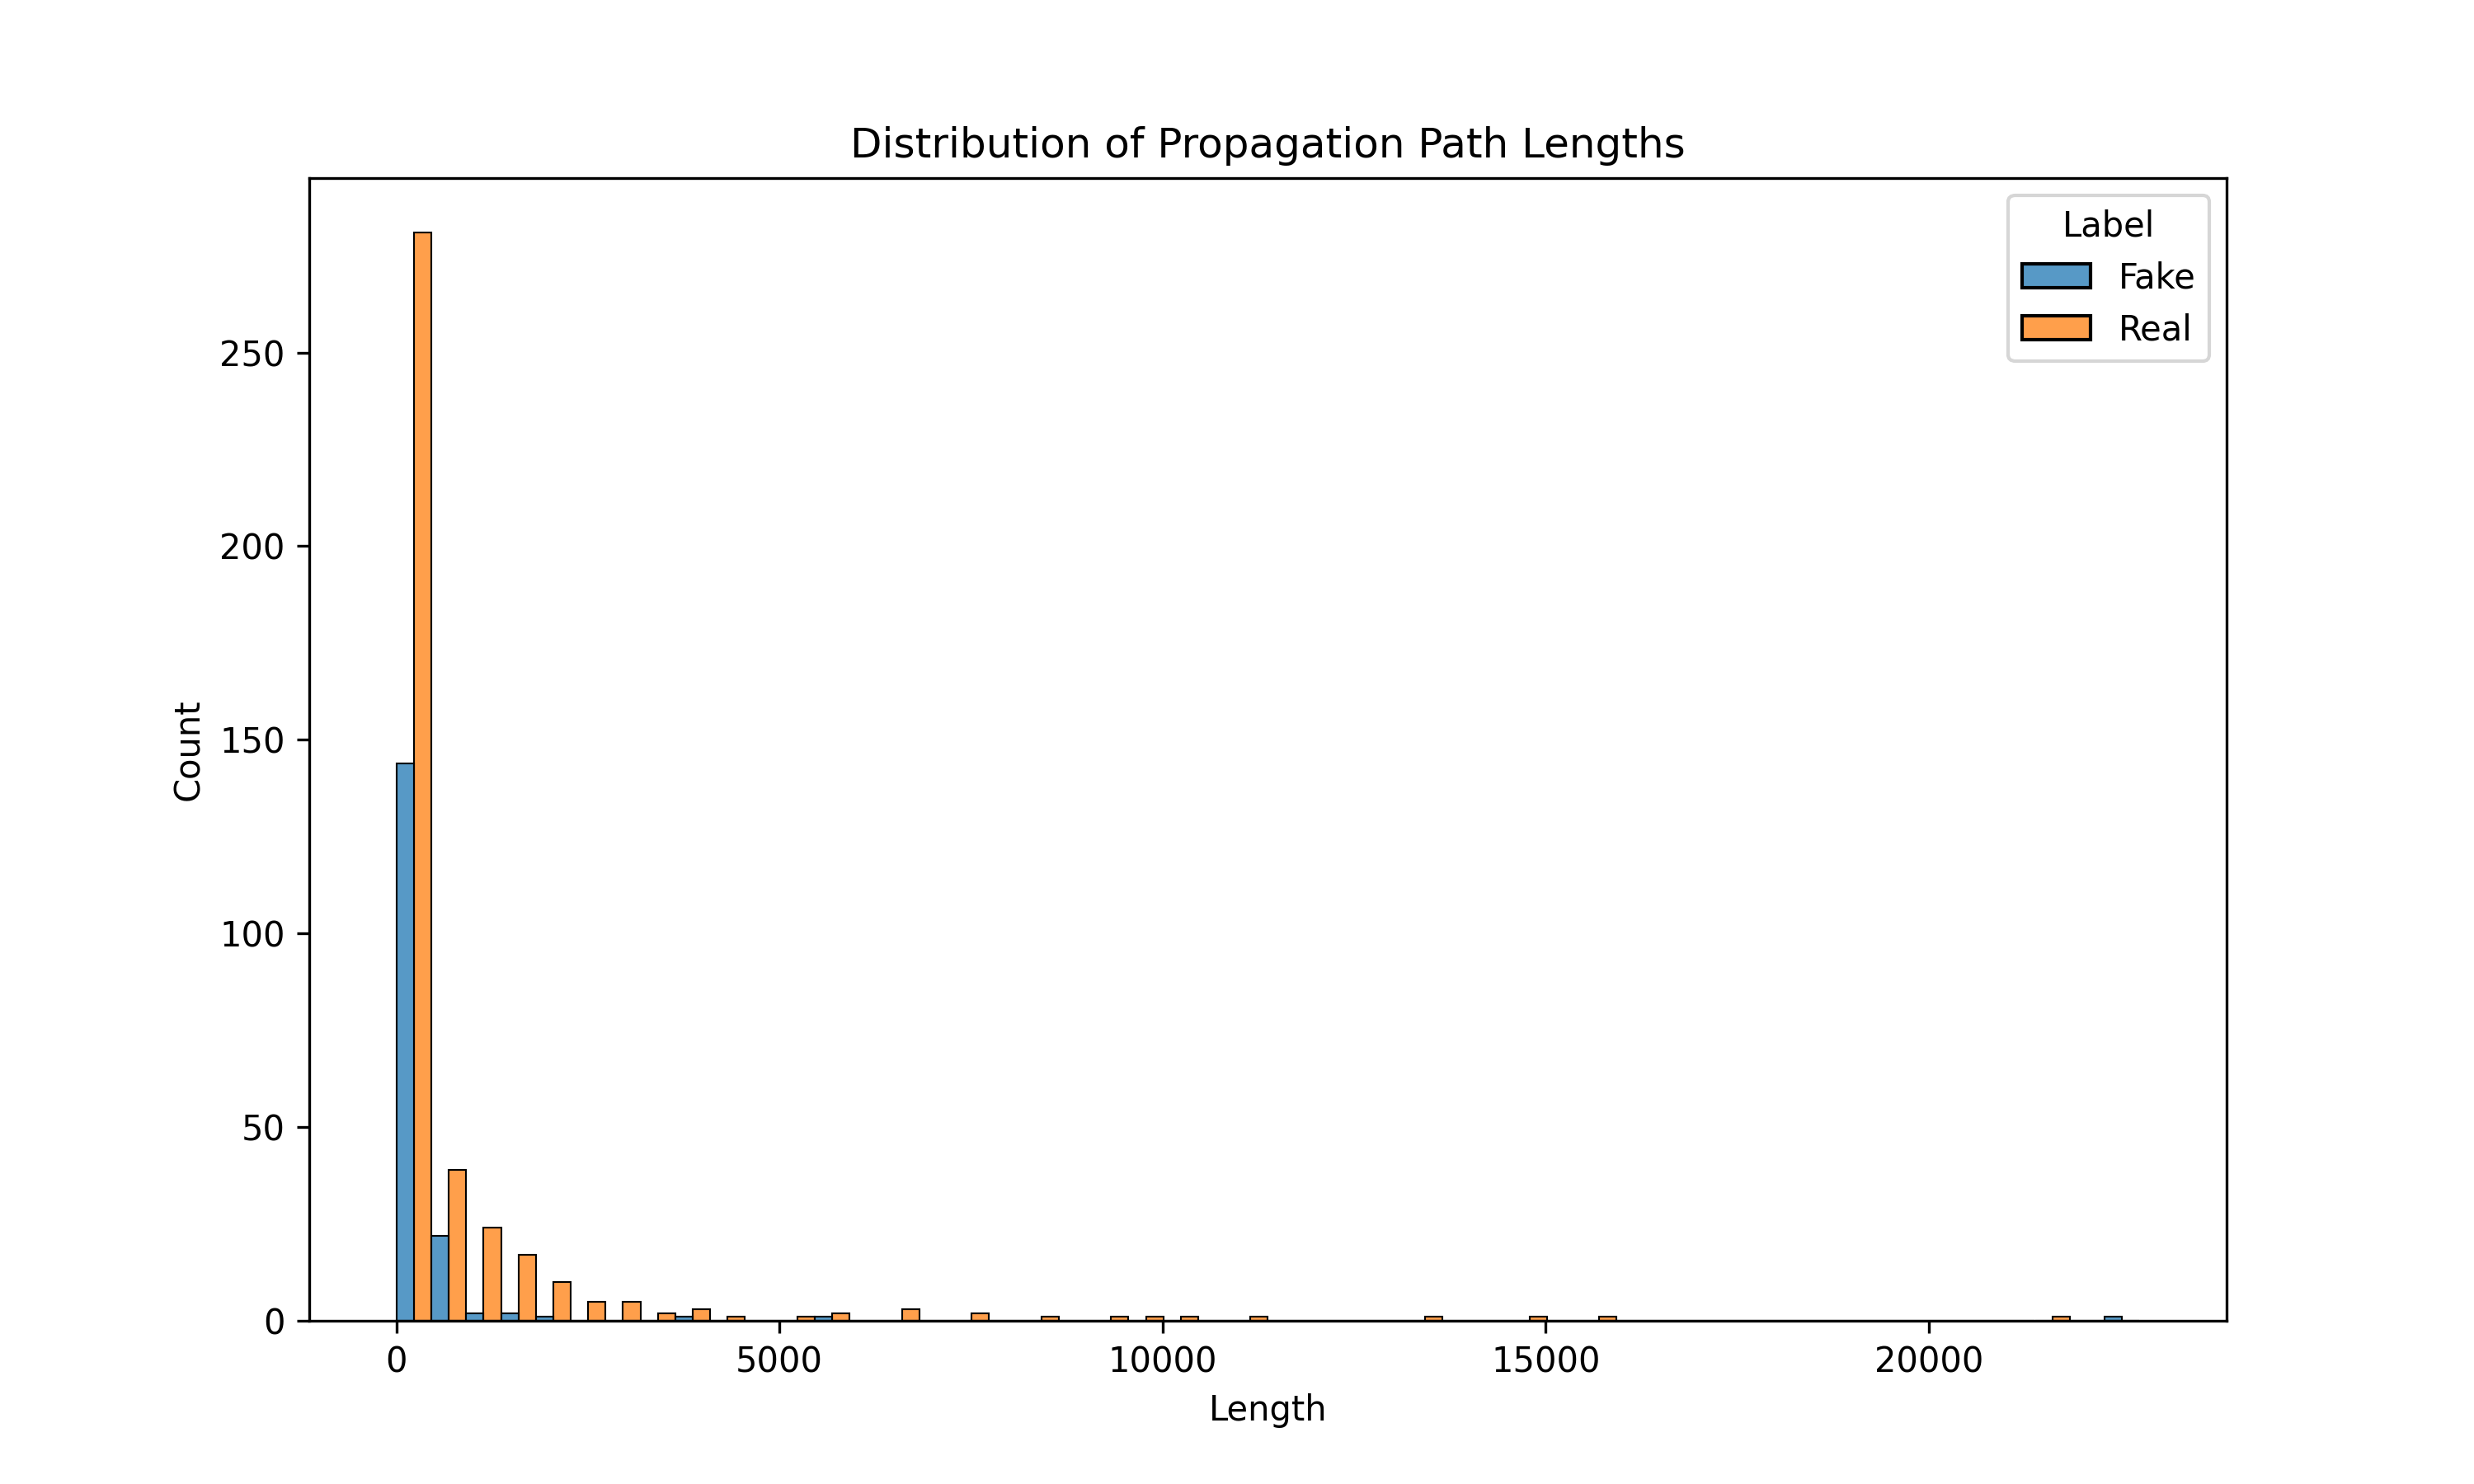 Distribution of Propagation Path Lengths
Label
Fake
Real
Count
250
200
150
100
50
0
0 5000 10000 15000 20000
Length